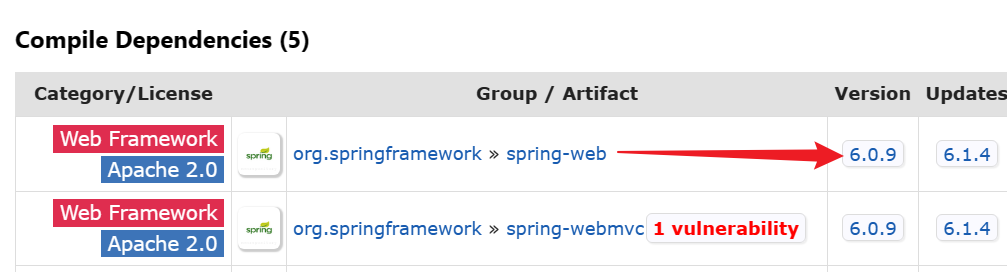 Compile Dependencies (5)
Category/License Group / Artifact Version Updates
Web Framework
Apache 2.0
spring
org.springframework » spring-web 6.0.9 6.1.4
Web Framework
Apache 2.0
spring
org.springframework » spring-webmvc 1 vulnerability 6.0.9 6.1.4